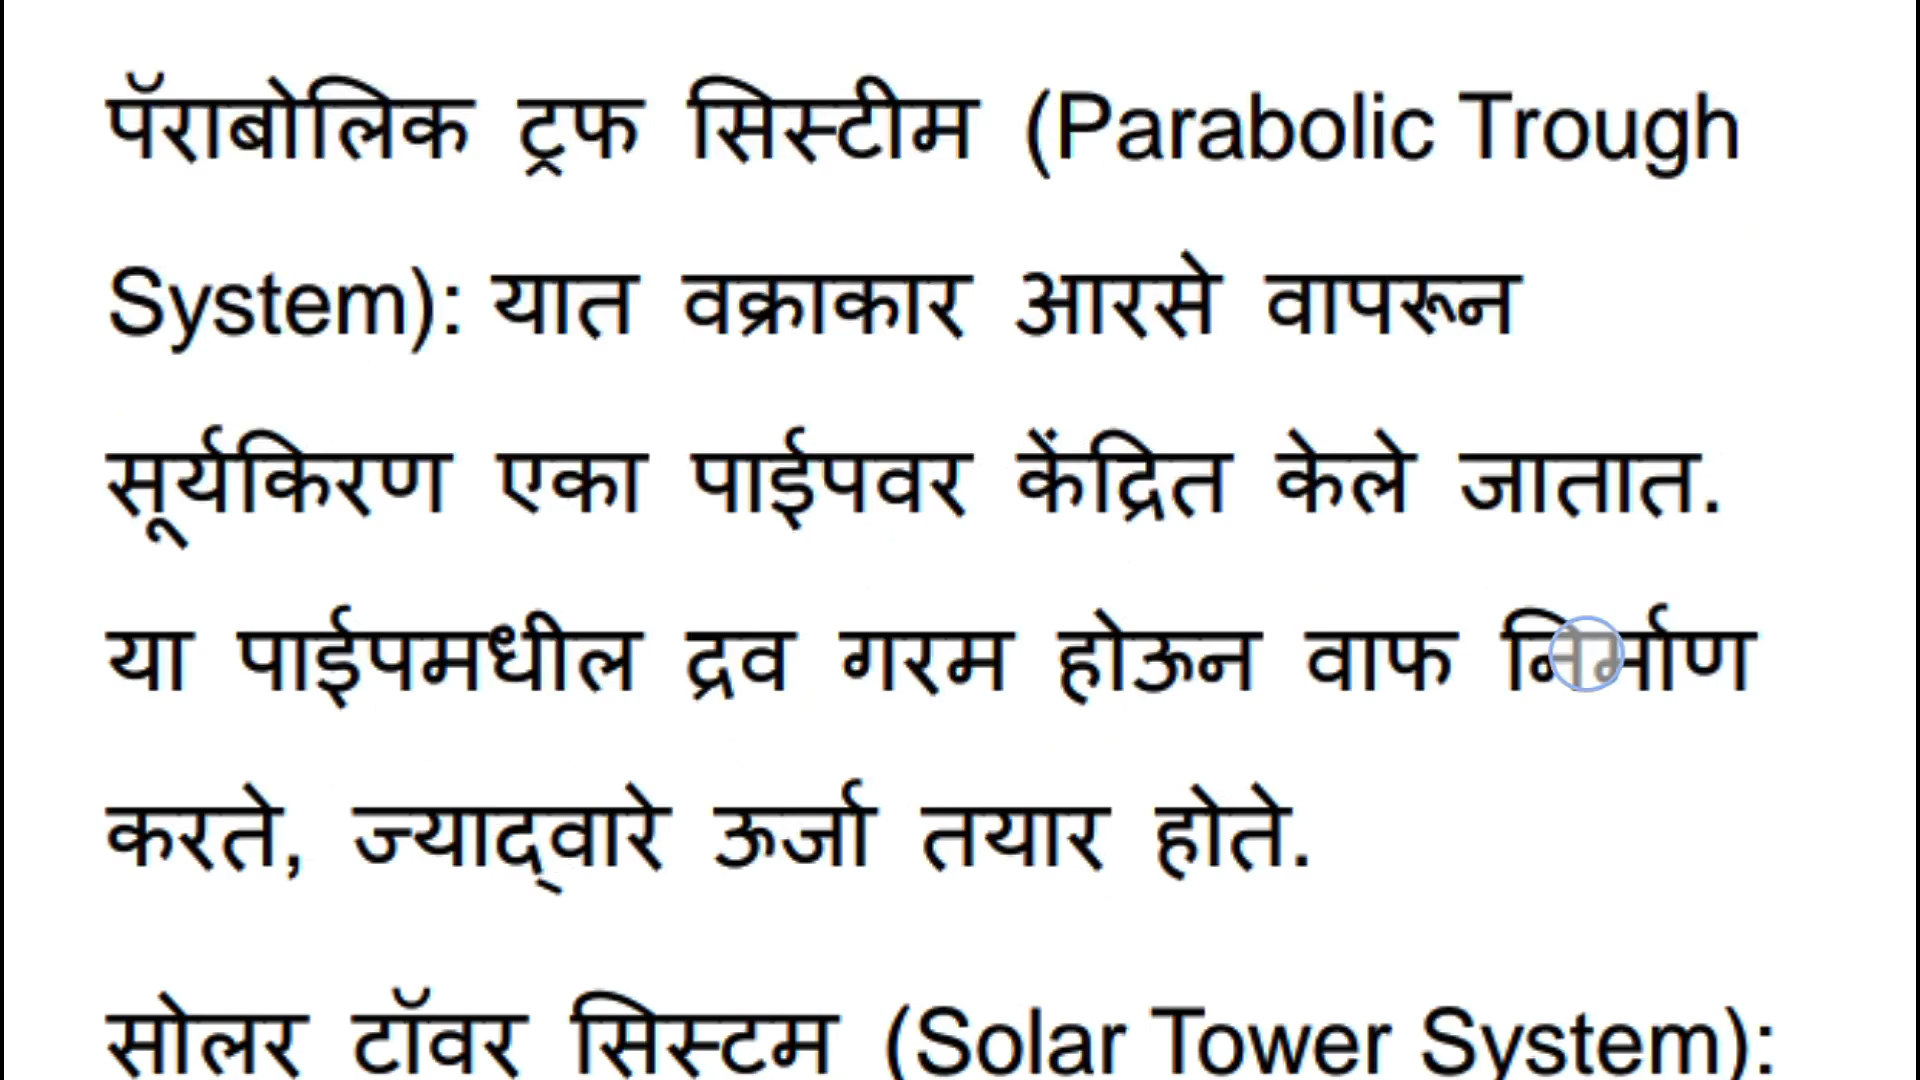 पॅराबोलिक ट्रफ सिस्टीम (Parabolic Trough
System): यात वक्राकार आरसे वापरून
सूर्यकिरण एका पाईपवर केंद्रित केले जातात.
या पाईपमधील द्रव गरम होऊन वाफ निर्माण
करते, ज्याद्‌वारे ऊर्जा तयार होते.
सोलर टॉवर सिस्टम (Solar Tower System):